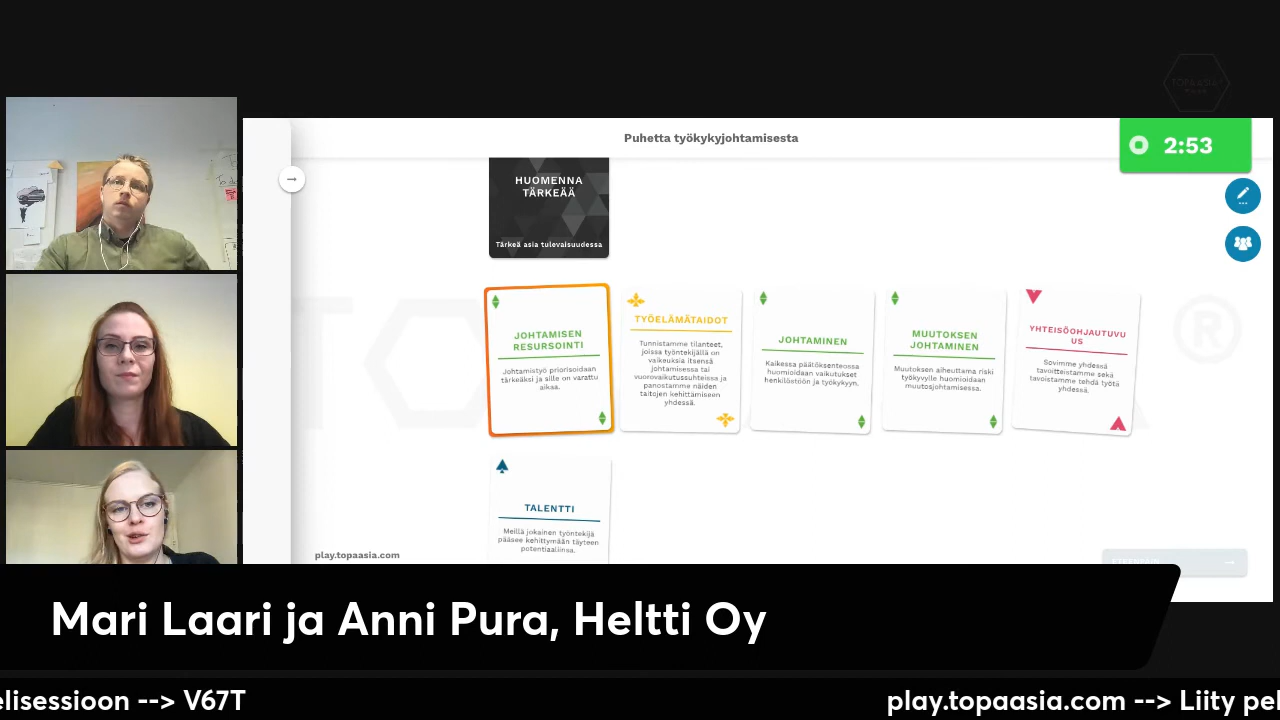 TOPAASIA
Puhetta työkykyjohtamisesta
2:53
HUOMENNA
TÄRKEÄÄ
Tärkeä asia tulevaisuudessa
JOHTAMISEN
RESURSOINTI
Johtamistyö priorisoidaan
tärkeäksi ja sille on varattu
aikaa.
TYÖELÄMÄTAIDOT
Tunnistamme tilanteet,
joissa työntekijällä on
vaikeuksia itsensä
johtamisessa tai
vuorovaikutussuhteissa ja
panostamme näiden
taitojen kehittämiseen
yhdessä.
JOHTAMINEN
Kaikessa päätöksenteossa
huomioidaan vaikutukset
henkilöstöön ja työkykyyn.
MUUTOKSEN
JOHTAMINEN
Muutoksen aiheuttama riski
työkyvylle huomioidaan
muutosjohtamisessa.
YHTEISÖOHJAUTUVU
US
Sovimme yhdessä
tavoitteistamme sekä
tavoistamme tehdä työtä
yhdessä.
TALENTTI
Meillä jokainen työntekijä
pääsee kehittymään täyteen
potentiaaliinsa.
play.topaasia.com
Mari Laari ja Anni Pura, Heltti Oy
elisessioon --> V67T
play.topaasia.com --> Liity pel